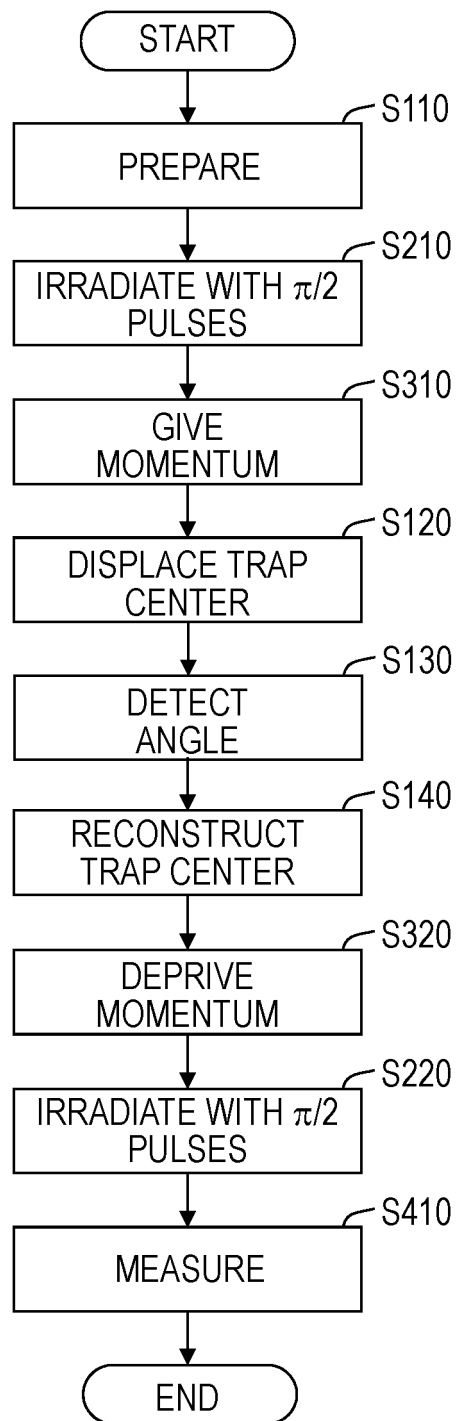 START
S110
PREPARE
S210
IRRADIATE WITH π/2
PULSES
S310
GIVE
MOMENTUM
S120
DISPLACE TRAP
CENTER
S130
DETECT
ANGLE
S140
RECONSTRUCT
TRAP CENTER
S320
DEPRIVE
MOMENTUM
S220
IRRADIATE WITH π/2
PULSES
S410
MEASURE
END